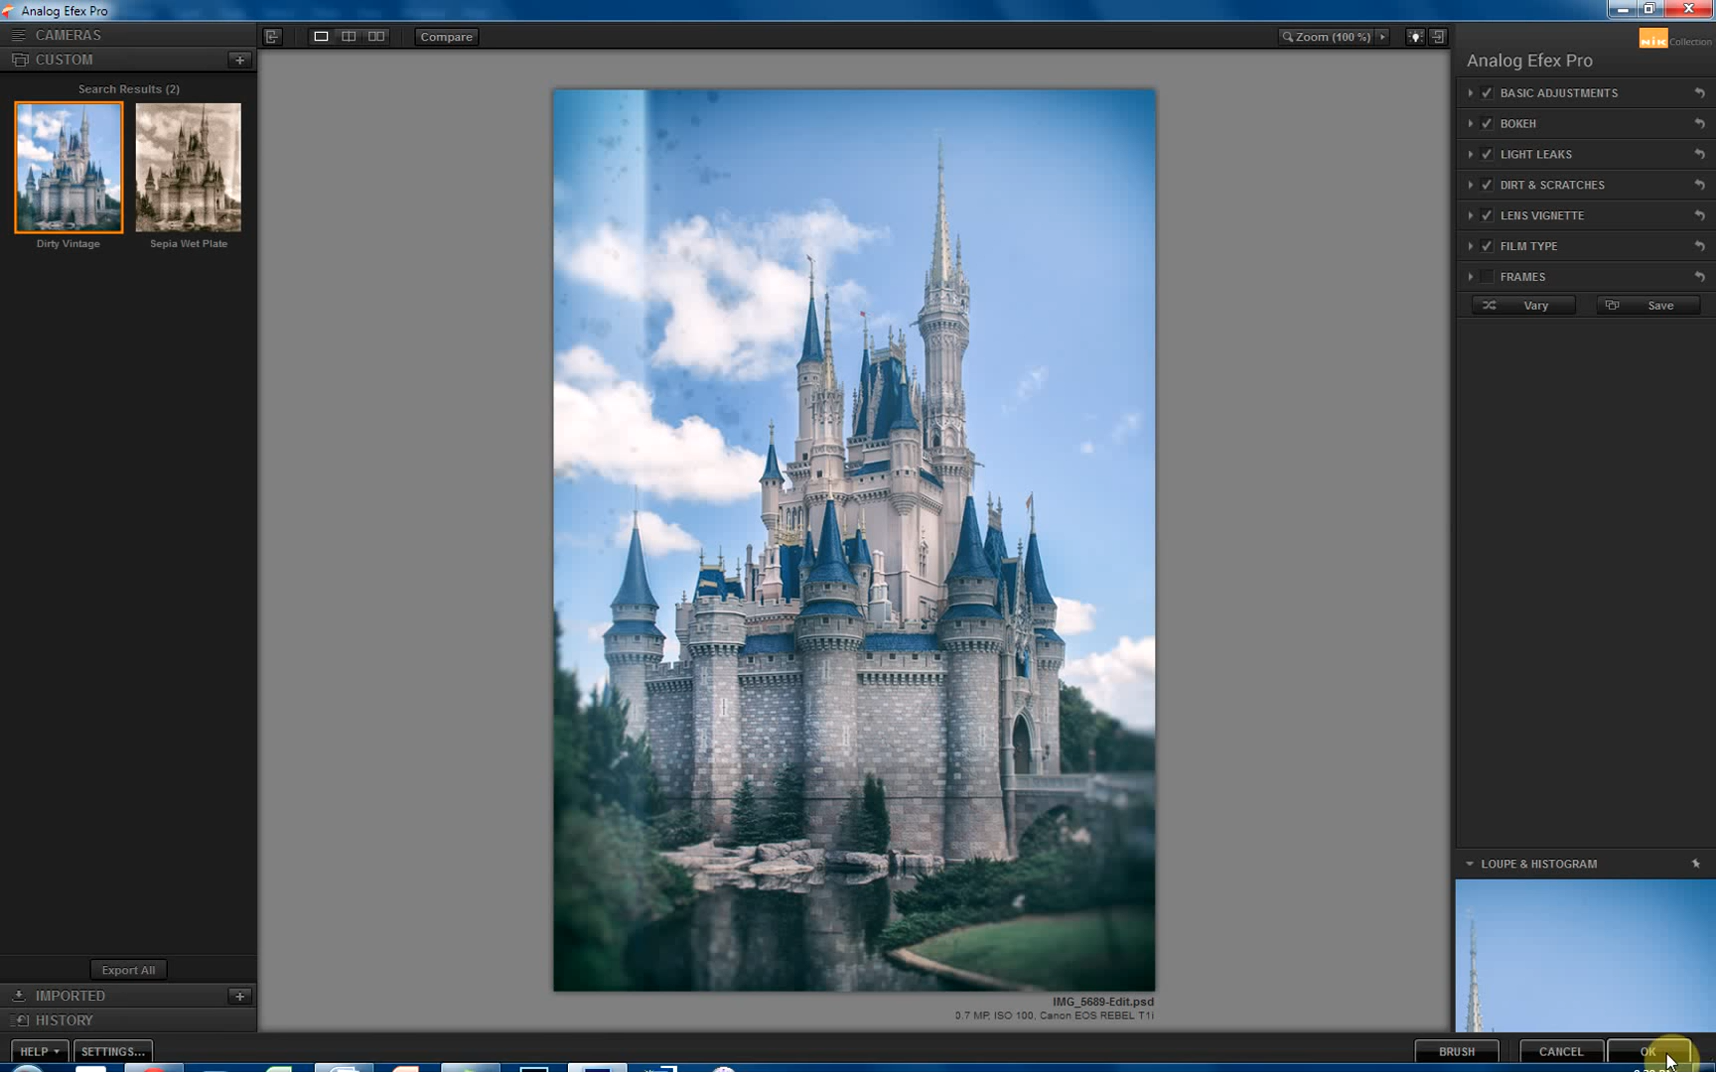 Analog Efex Pro
CAMERAS
CUSTOM
Search Results (2)
Dirty Vintage
Sepia Wet Plate
Export All
IMPORTED
HISTORY
HELP
SETTINGS...
Compare
Zoom (100 %)
IMG_5689-Edit.psd
0.7 MP, ISO 100, Canon EOS REBEL T1i
Nik Collection
Analog Efex Pro
BASIC ADJUSTMENTS
BOKEH
LIGHT LEAKS
DIRT & SCRATCHES
LENS VIGNETTE
FILM TYPE
FRAMES
Vary
Save
LOUPE & HISTOGRAM
BRUSH
CANCEL
OK